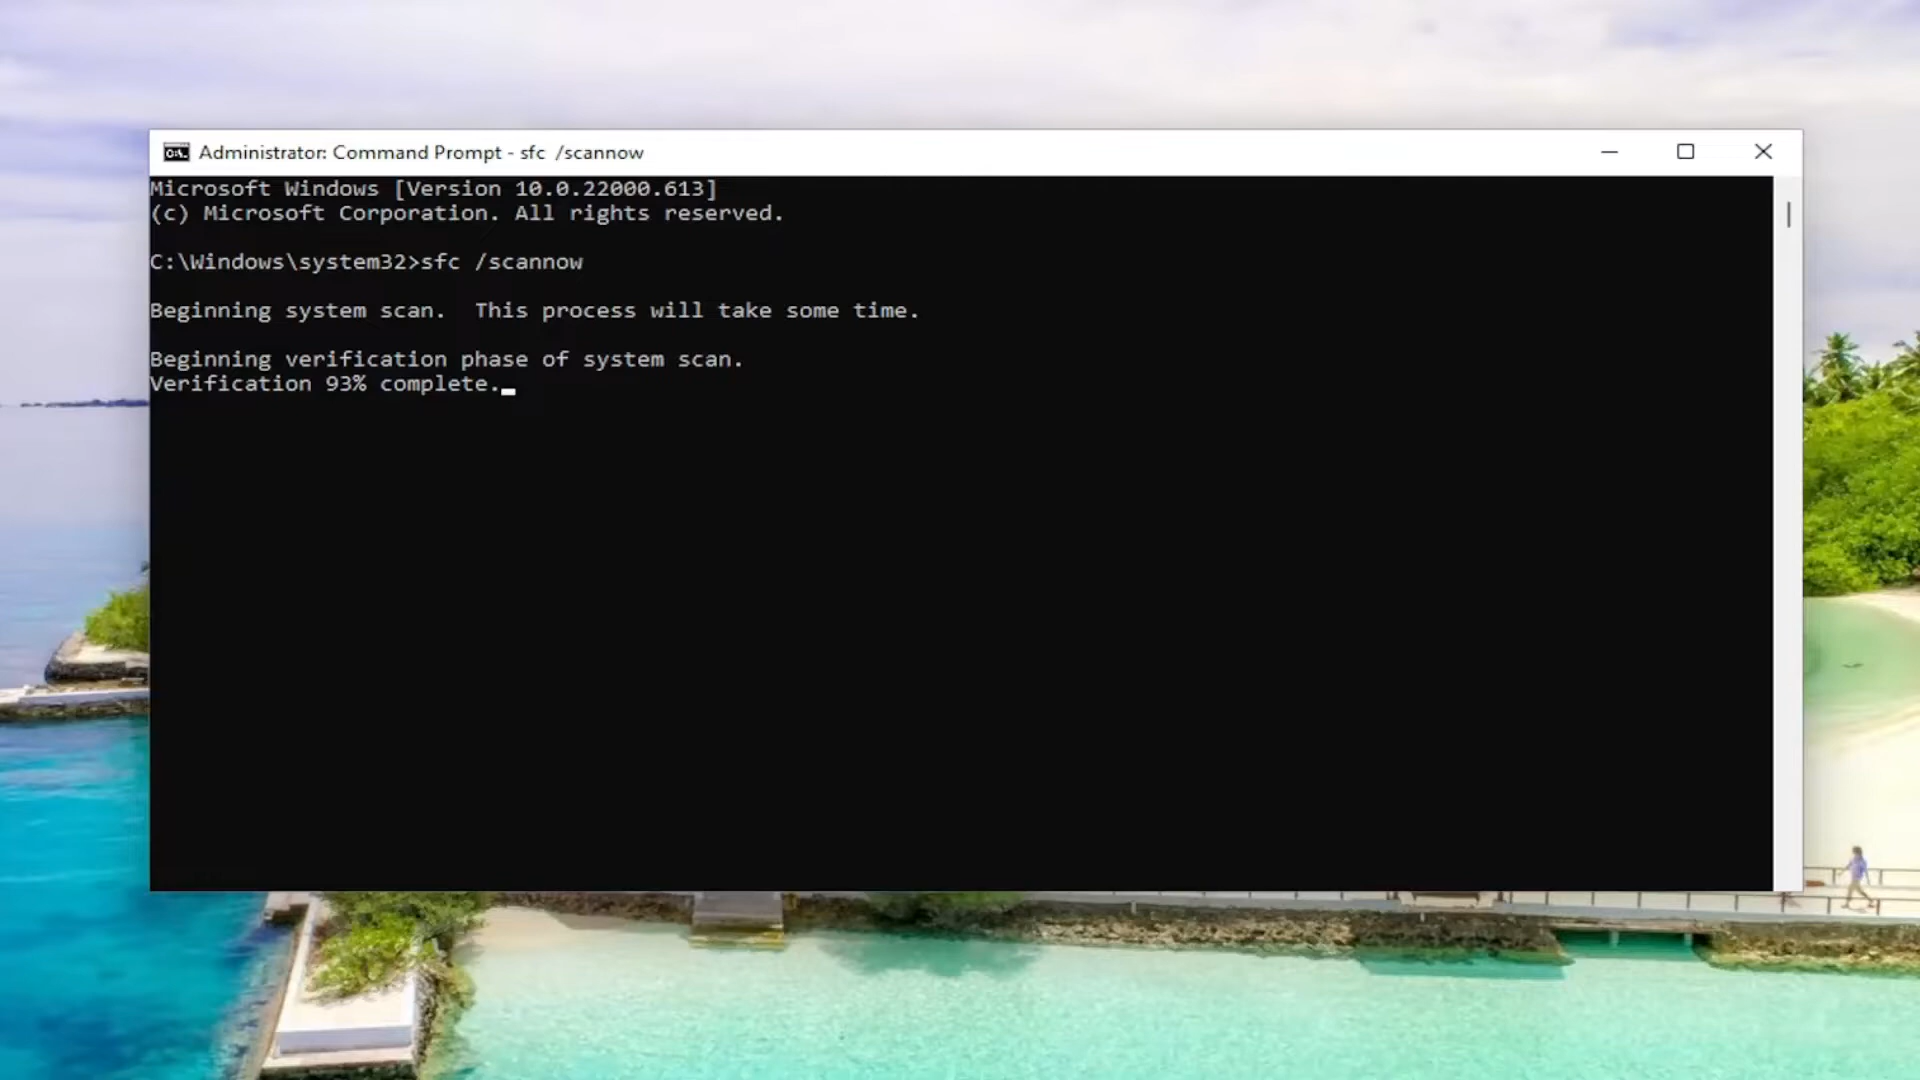 Administrator: Command Prompt - sfc  /scannow
Microsoft Windows [Version 10.0.22000.613]
(c) Microsoft Corporation. All rights reserved.
C:\Windows\system32>sfc /scannow
Beginning system scan.  This process will take some time.
Beginning verification phase of system scan.
Verification 93% complete.